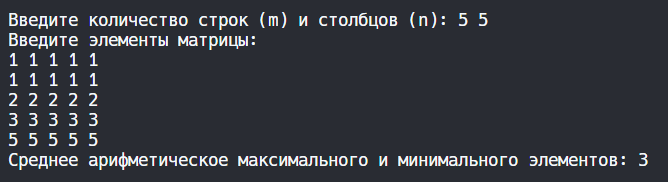 Введите количество строк (m) и столбцов (n): 5 5
Введите элементы матрицы:
1 1 1 1 1
1 1 1 1 1
2 2 2 2 2
3 3 3 3 3
5 5 5 5 5
Среднее арифметическое максимального и минимального элементов: 3